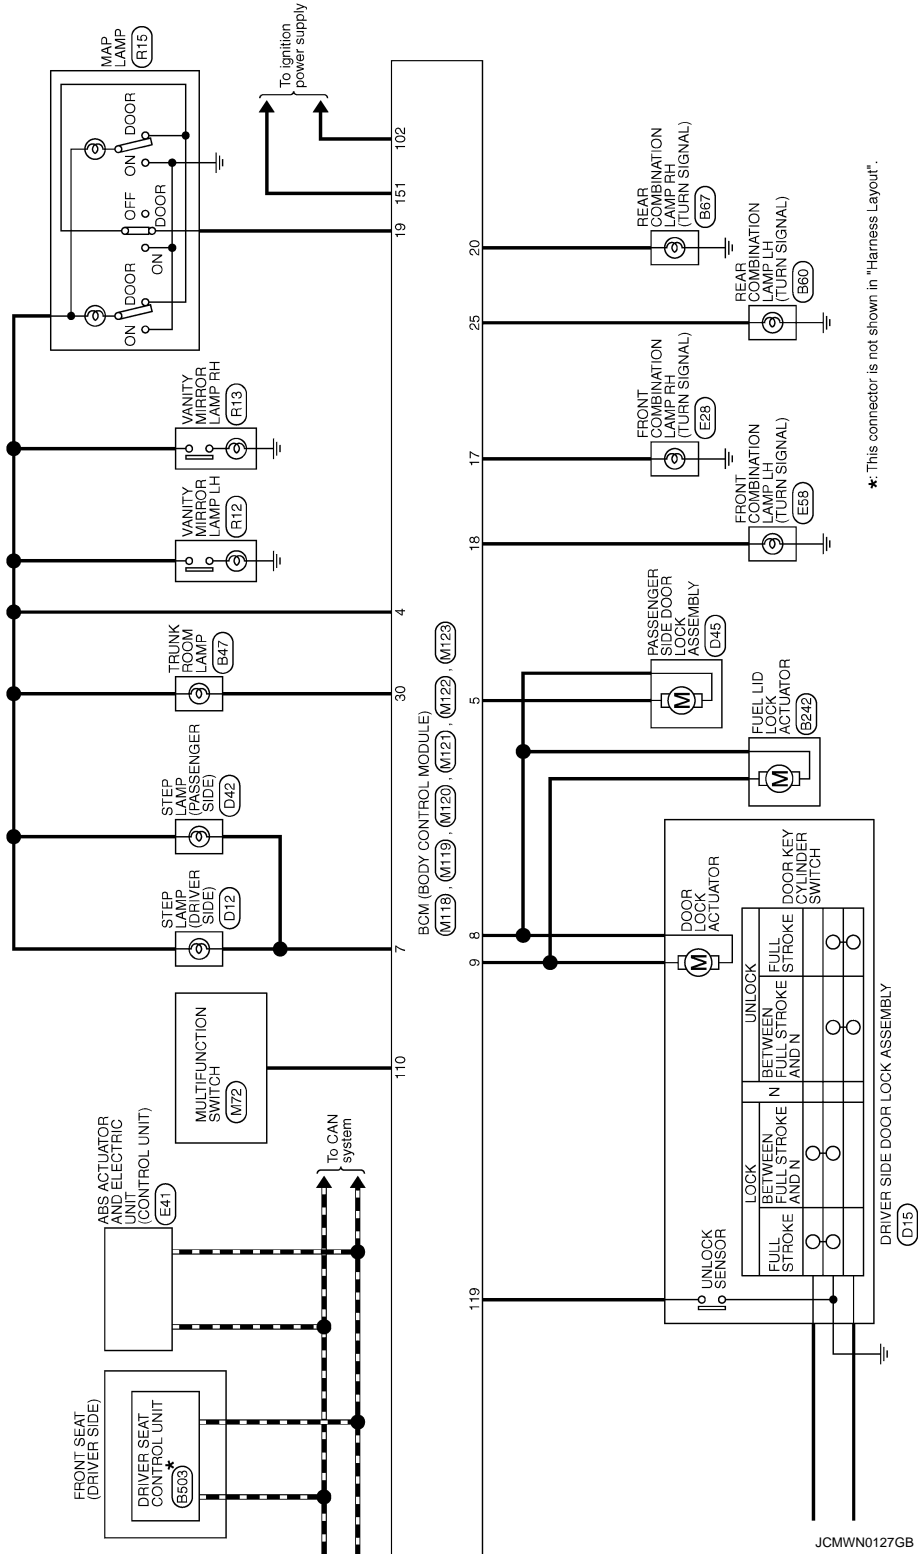 MAP
LAMP
R15
ON
DOOR
ON
OFF
DOOR
ON
DOOR
To ignition
power supply
VANITY
MIRROR
LAMP RH
R13
VANITY
MIRROR
LAMP LH
R12
TRUNK
ROOM
LAMP
B47
STEP
LAMP
(PASSENGER
SIDE)
D42
STEP
LAMP
(DRIVER
SIDE)
D12
MULTIFUNCTION
SWITCH
M72
ABS ACTUATOR
AND ELECTRIC
UNIT
(CONTROL UNIT)
E41
To CAN
system
FRONT SEAT
(DRIVER SIDE)
DRIVER SEAT
CONTROL UNIT
*
B503
110
7
30
4
19
151
102
BCM (BODY CONTROL MODULE)
M118 , M119 , M120 , M121 , M122 , M123
119
9
8
5
18
17
25
20
REAR
COMBINATION
LAMP RH
(TURN SIGNAL)
B67
REAR
COMBINATION
LAMP LH
(TURN SIGNAL)
B60
FRONT
COMBINATION
LAMP RH
(TURN SIGNAL)
E28
FRONT
COMBINATION
LAMP LH
(TURN SIGNAL)
E58
PASSENGER
SIDE DOOR
LOCK
ASSEMBLY
D45
M
FUEL LID
LOCK
ACTUATOR
B242
M
DOOR
LOCK
ACTUATOR
M
UNLOCK
SENSOR
DOOR KEY
CYLINDER
SWITCH
LOCK
UNLOCK
FULL
STROKE
BETWEEN
FULL STROKE
AND N
N
BETWEEN
FULL STROKE
AND N
FULL
STROKE
DRIVER SIDE DOOR LOCK ASSEMBLY
D15
*: This connector is not shown in "Harness Layout".
JCMWN0127GB